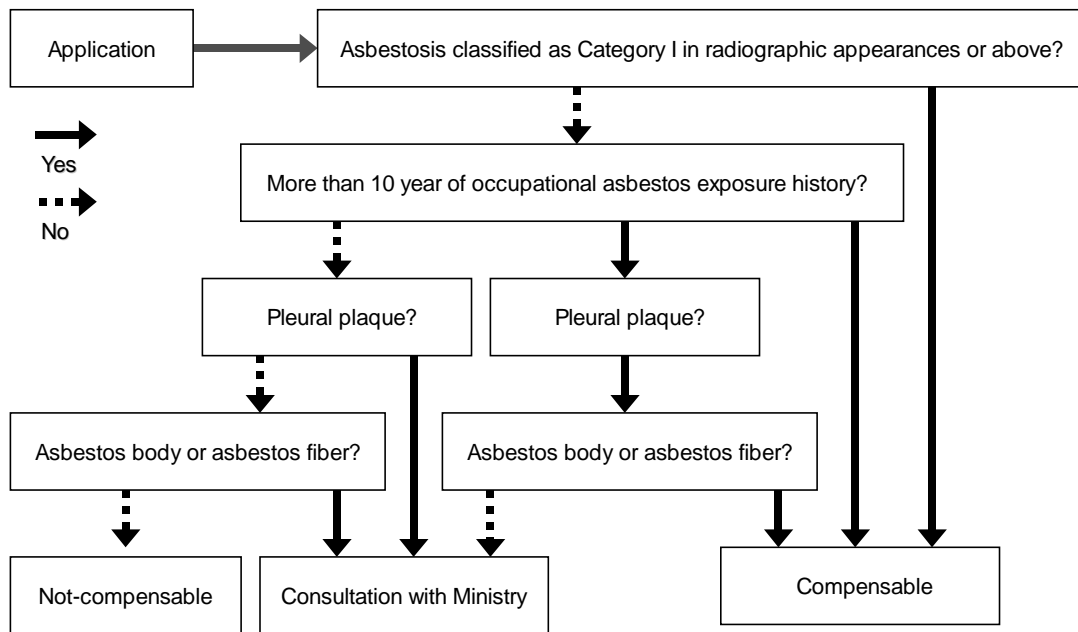 Application
Asbestosis classified as Category I in radiographic appearances or above?
Yes
No
More than 10 year of occupational asbestos exposure history?
Pleural plaque?
Pleural plaque?
Asbestos body or asbestos fiber?
Asbestos body or asbestos fiber?
Not-compensable
Consultation with Ministry
Compensable